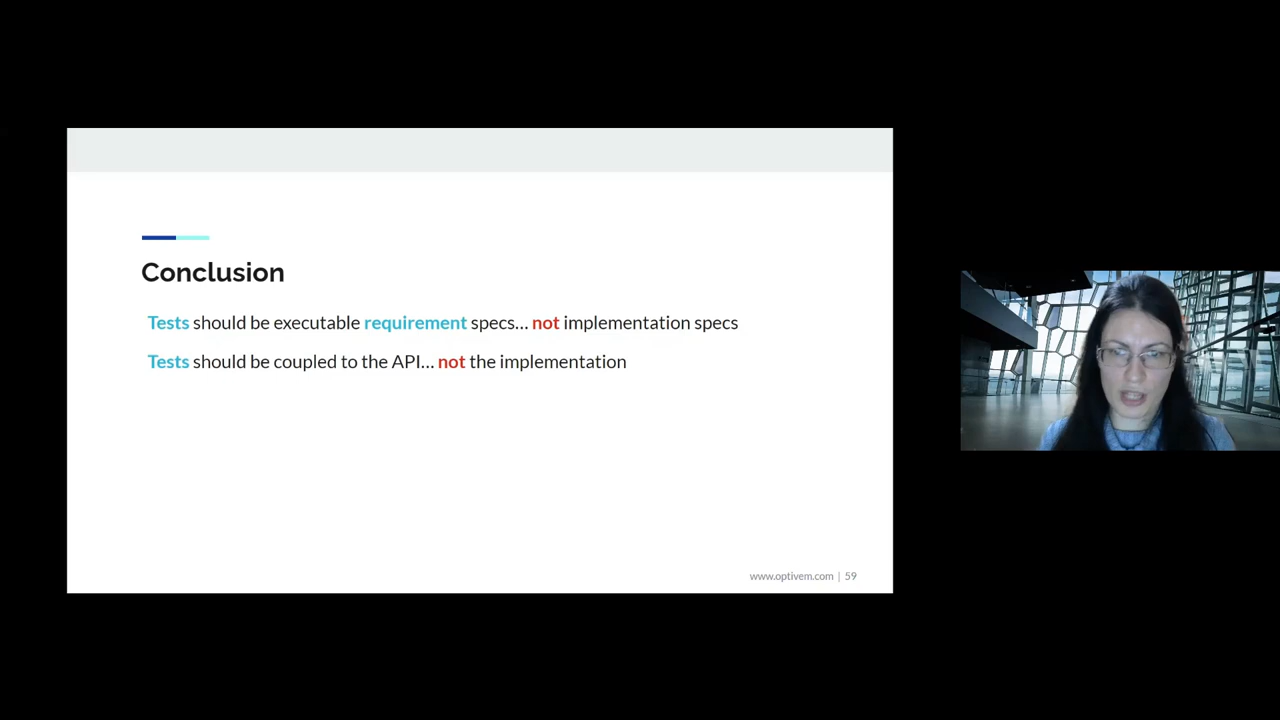 Conclusion
Tests should be executable requirement specs... not implementation specs
Tests should be coupled to the API... not the implementation
www.optivem.com | 59